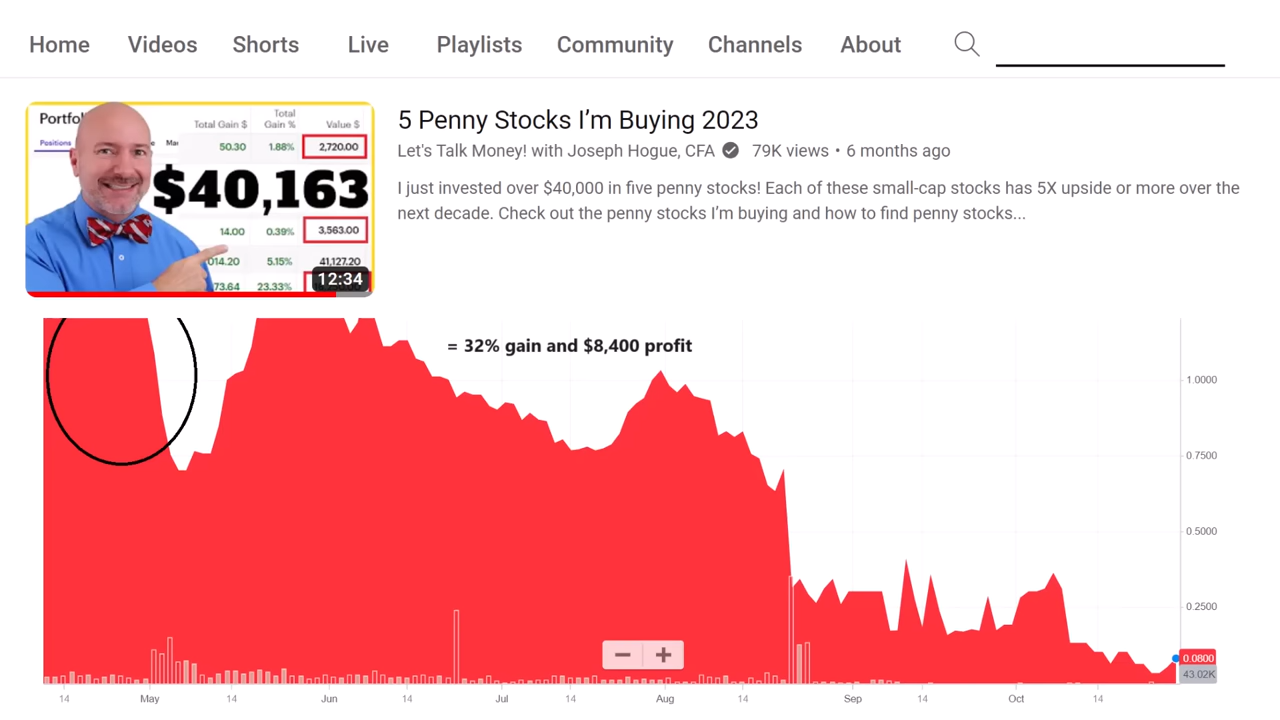 Home Videos Shorts Live Playlists Community Channels About
5 Penny Stocks I’m Buying 2023
Let's Talk Money! with Joseph Hogue, CFA 79K views • 6 months ago
I just invested over $40,000 in five penny stocks! Each of these small-cap stocks has 5X upside or more over the
next decade. Check out the penny stocks I’m buying and how to find penny stocks...
Total
Total Gain $ Gain % Value $
Positions
50.30 1.88% 2,720.00
$40,163
14.00 0.39% 3,563.00
014.20 5.15% 41,127.20
73.64 23.33%
12:34
= 32% gain and $8,400 profit
1.0000
0.7500
0.5000
0.2500
0.0800
43.02K
14 May 14 Jun 14 Jul 14 Aug 14 Sep 14 Oct 14